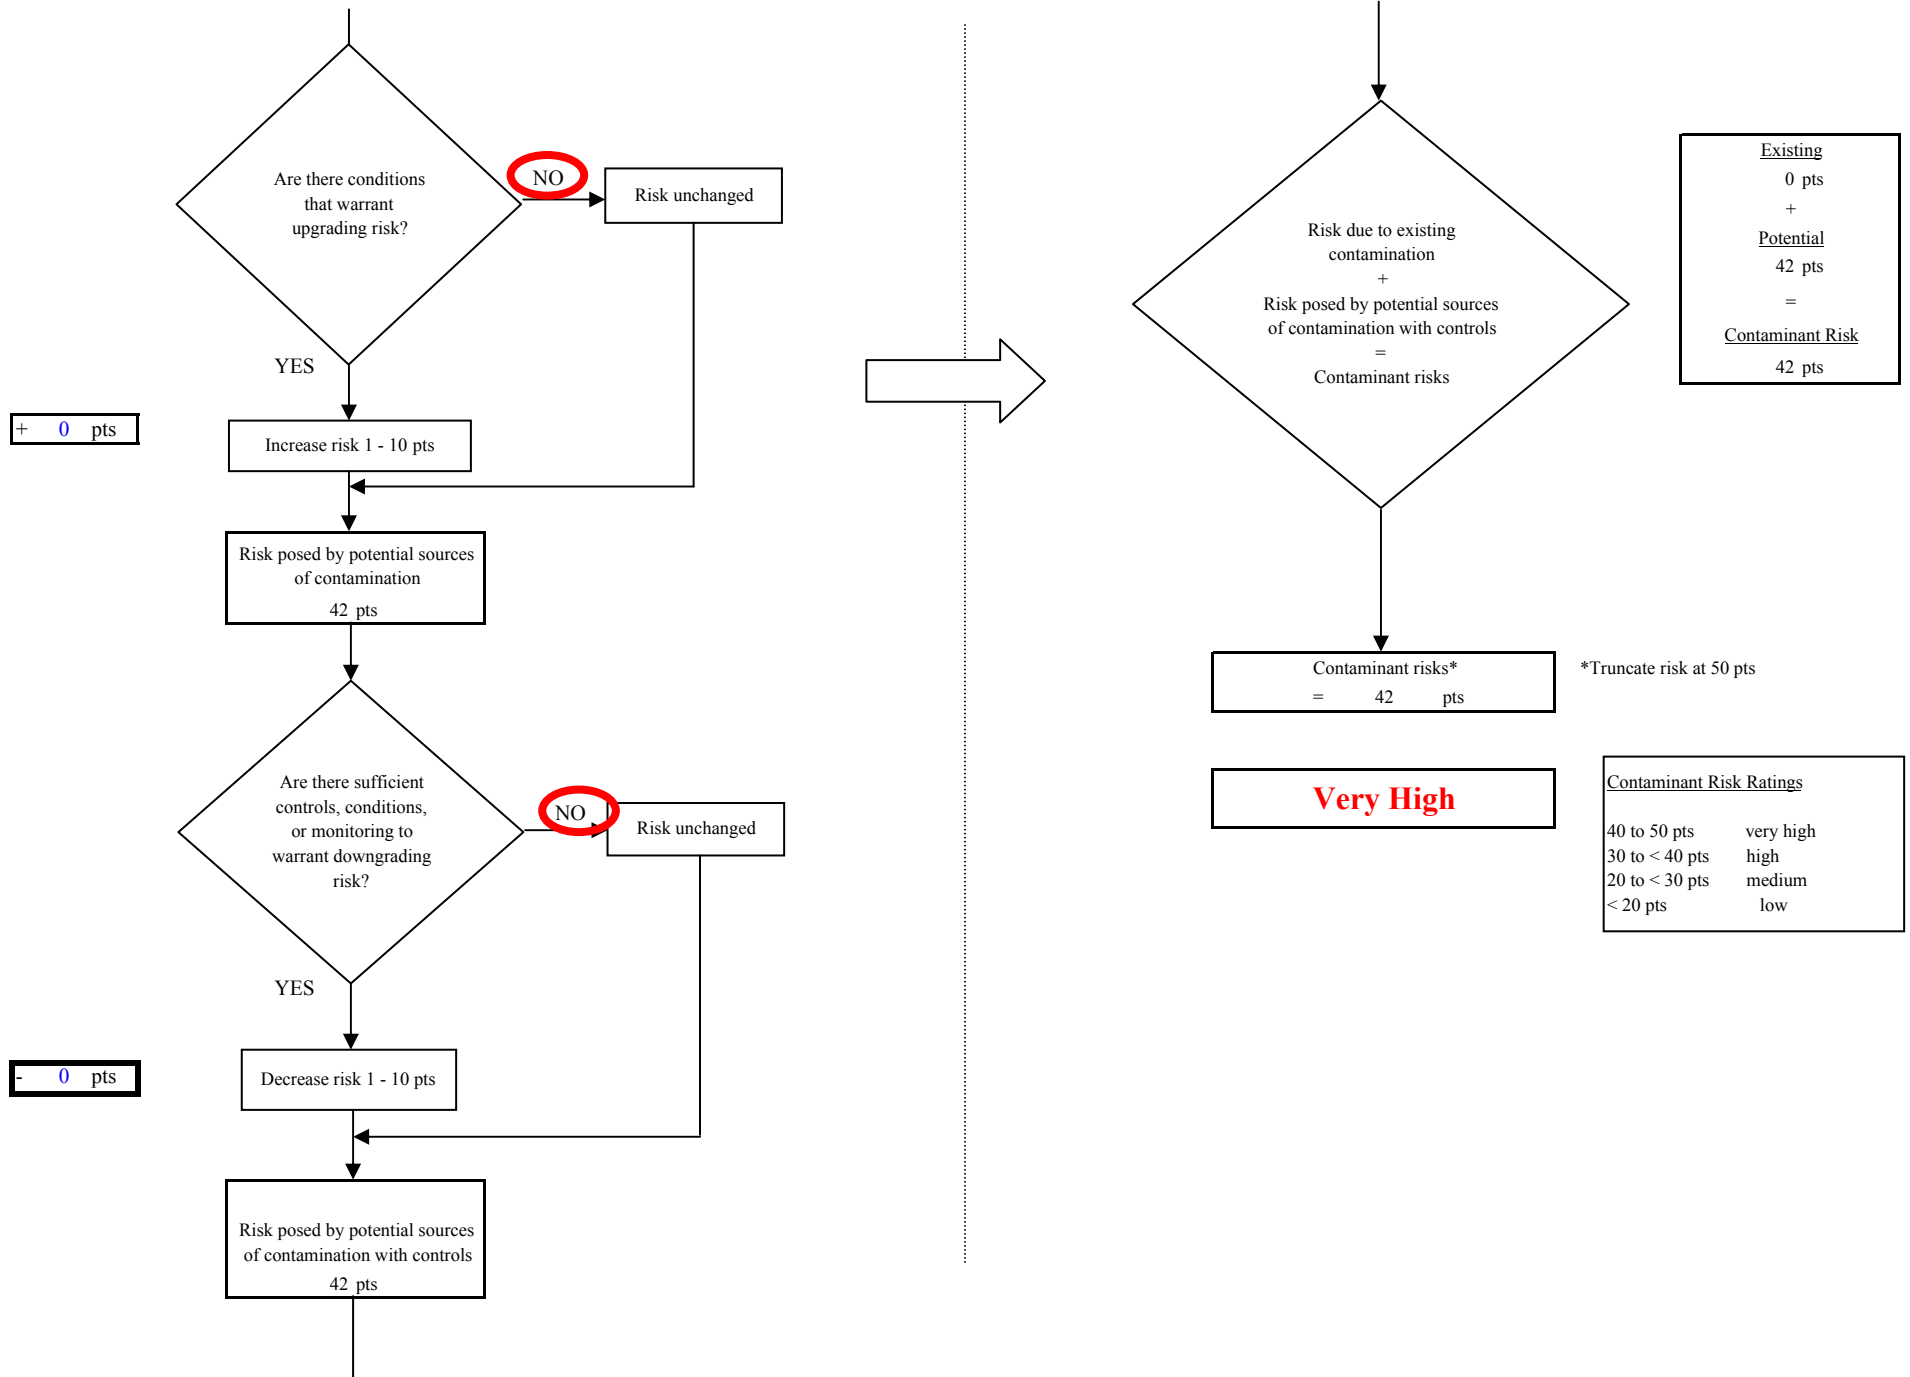 Are there conditions
that warrant
upgrading risk?
NO
Risk unchanged
YES
+ 0 pts
Increase risk 1 - 10 pts
Risk posed by potential sources
of contamination
42 pts
Are there sufficient
controls, conditions,
or monitoring to
warrant downgrading
risk?
NO
Risk unchanged
YES
- 0 pts
Decrease risk 1 - 10 pts
Risk posed by potential sources
of contamination with controls
42 pts
Risk due to existing
contamination
+
Risk posed by potential sources
of contamination with controls
=
Contaminant risks
Existing
0 pts
+
Potential
42 pts
=
Contaminant Risk
42 pts
Contaminant risks*
= 42 pts
*Truncate risk at 50 pts
Very High
Contaminant Risk Ratings
40 to 50 pts very high
30 to < 40 pts high
20 to < 30 pts medium
< 20 pts low